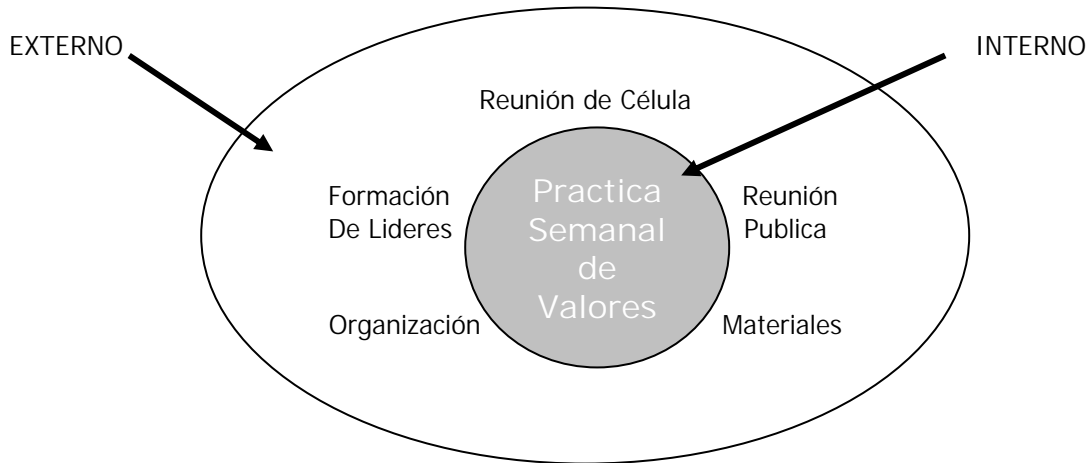 EXTERNO
INTERNO
Reunión de Célula
Formación
De Lideres
Practica
Semanal
de
Valores
Reunión
Publica
Organización
Materiales